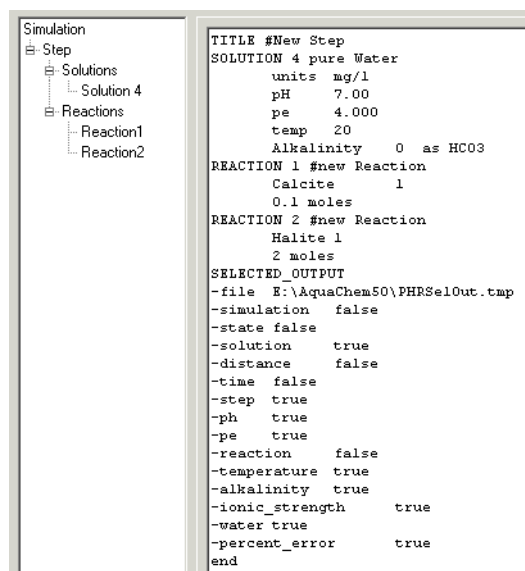 Simulation
Step
Solutions
Solution 4
Reactions
Reaction1
Reaction2
TITLE #New Step
SOLUTION 4 pure Water
units mg/l
pH 7.00
pe 4.000
temp 20
Alkalinity 0 as HCO3
REACTION 1 #new Reaction
Calcite 1
0.1 moles
REACTION 2 #new Reaction
Halite 1
2 moles
SELECTED_OUTPUT
-file E:\AquaChem50\PHRSelOut.tmp
-simulation false
-state false
-solution true
-distance false
-time false
-step true
-ph true
-pe true
-reaction false
-temperature true
-alkalinity true
-ionic_strength true
-water true
-percent_error true
end